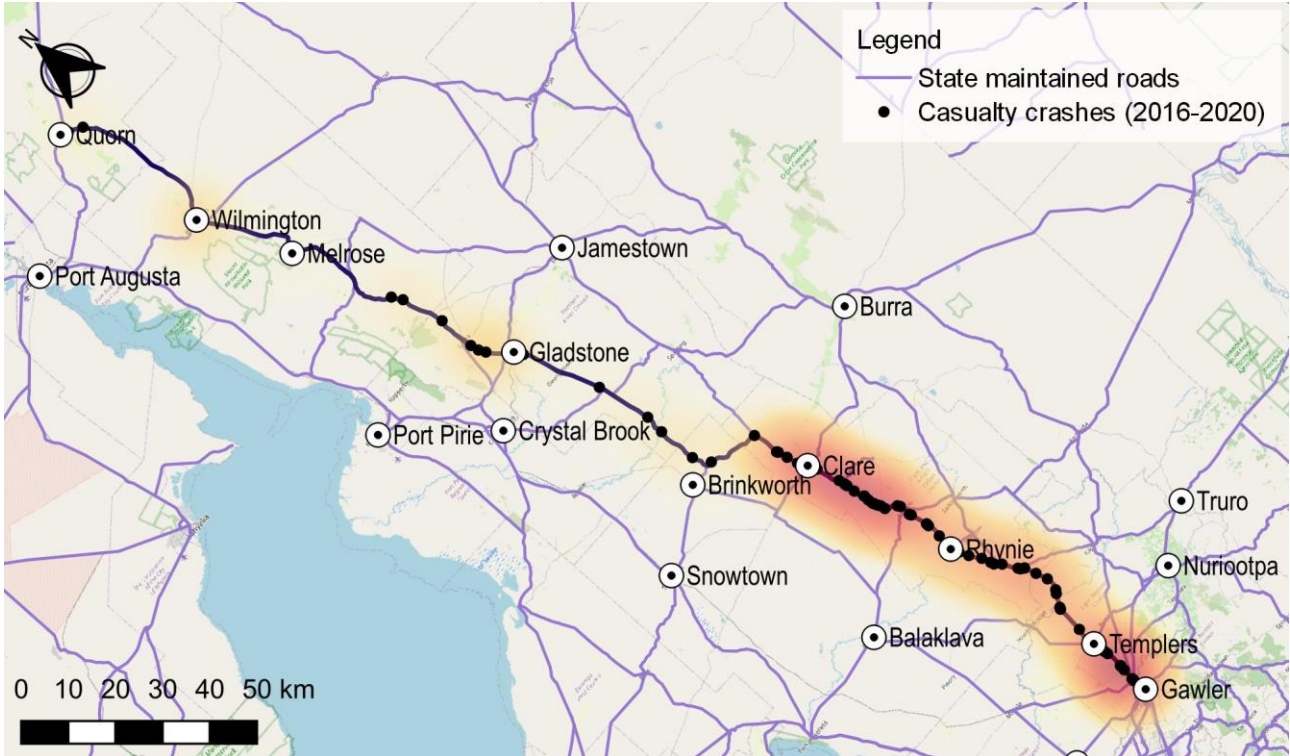 Legend
State maintained roads
Casualty crashes (2016-2020)
N
Quorn
Wilmington
Melrose
Port Augusta
Jamestown
Burra
Gladstone
Port Pirie
Crystal Brook
Clare
Brinkworth
Truro
Rhynie
Nuriootpa
Snowtown
Balaklava
Templers
Gawler
0 10 20 30 40 50 km